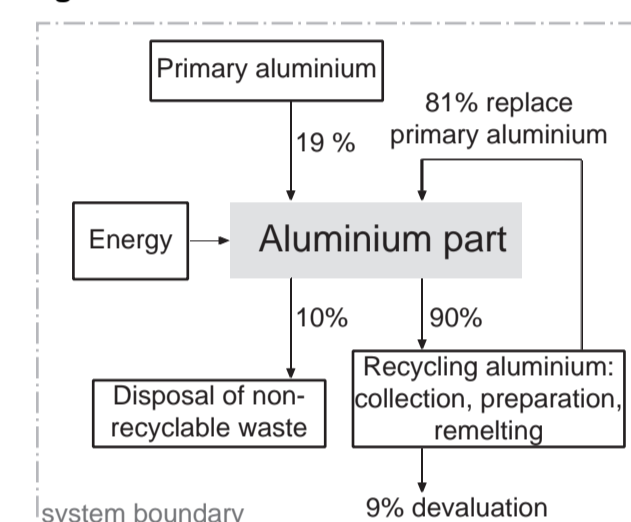 Primary aluminium
81% replace
primary aluminium
19 %
Energy
Aluminium part
10%
90%
Disposal of non-
recyclable waste
Recycling aluminium:
collection, preparation,
remelting
9% devaluation
system boundary